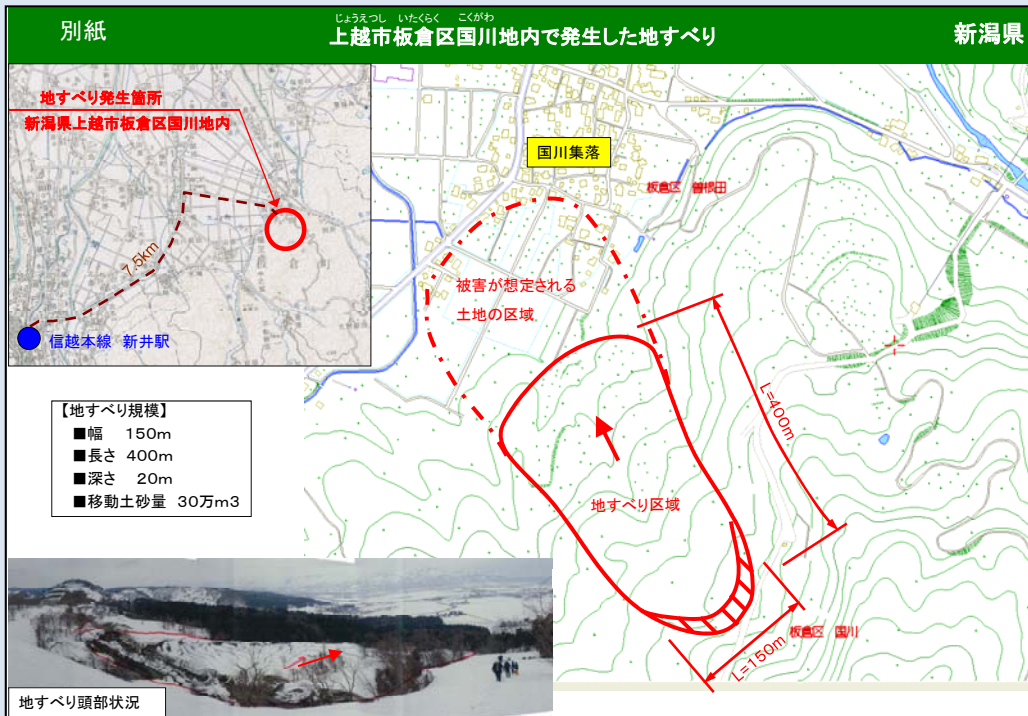 別紙
じょうえつし いたくらく こくがわ
上越市板倉区国川地内で発生した地すべり
新潟県
地すべり発生箇所
新潟県上越市板倉区国川地内
7.5km
信越本線 新井駅
国川集落
板倉区 曽根田
被害が想定される
土地の区域
L=400m
地すべり区域
板倉区 国川
L=150m
【地すべり規模】
■幅 150m
■長さ 400m
■深さ 20m
■移動土砂量 30万m3
地すべり頭部状況